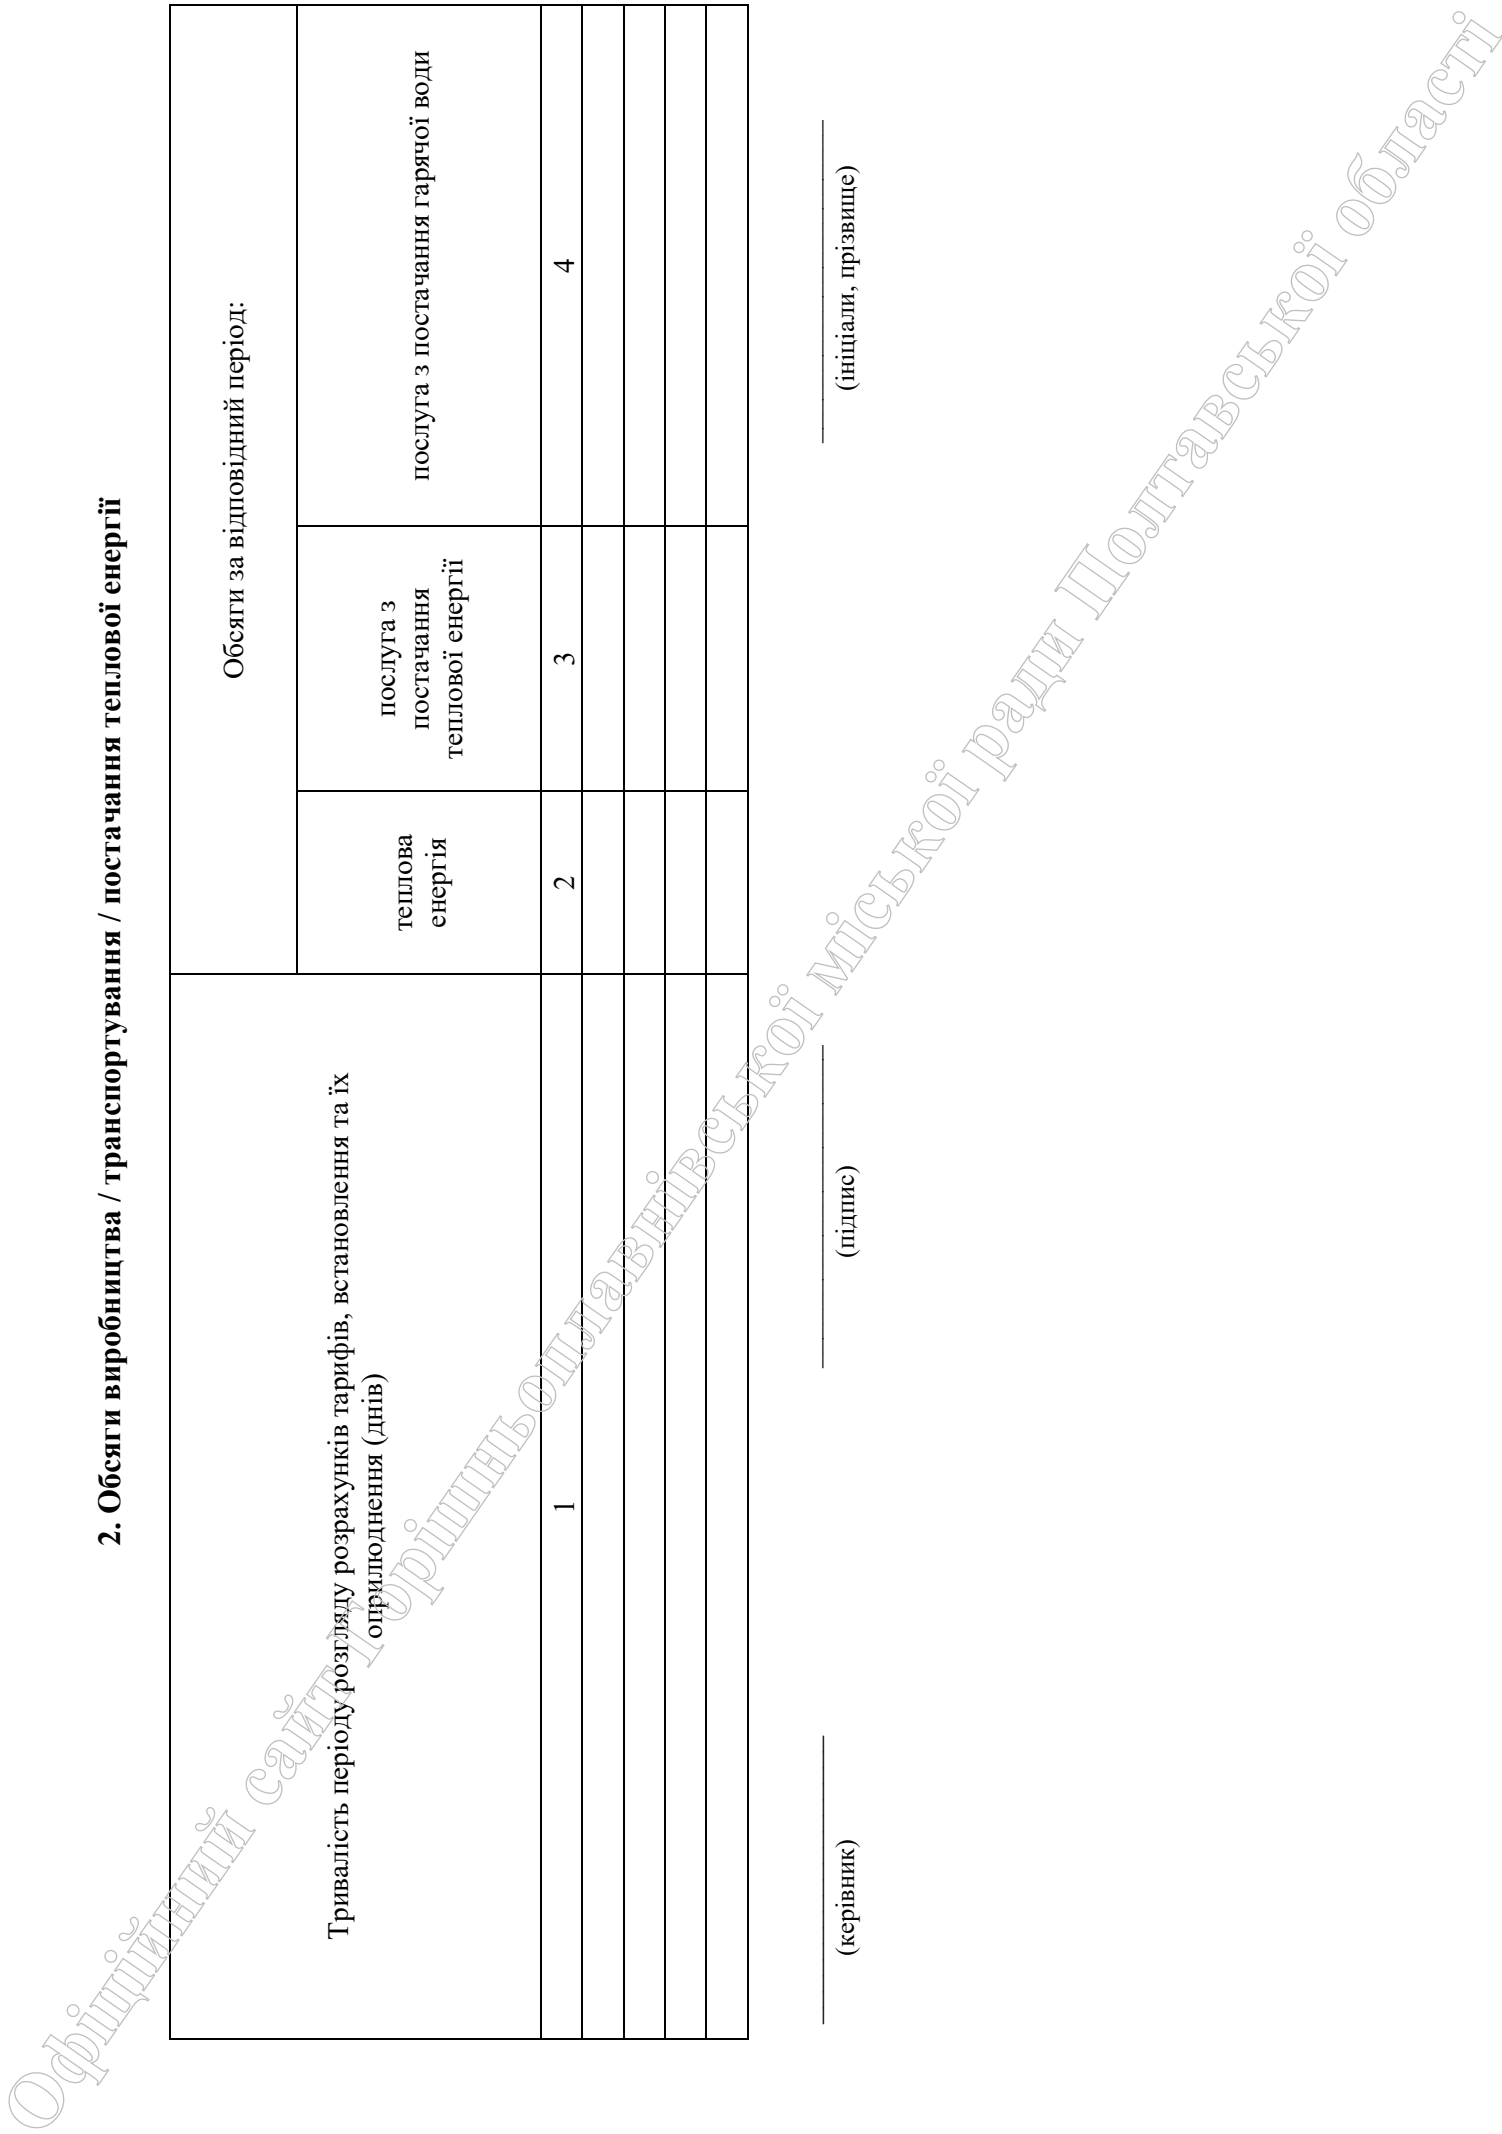 2. Обсяги виробництва / транспортування / постачання теплової енергії
Тривалість періоду розгляду розрахунків тарифів, встановлення та їх
оприлюднення (днів)
Обсяги за відповідний період:
теплова
енергія
послуга з
постачання
теплової енергії
послуга з постачання гарячої води
1 2 3 4
(керівник) (підпис) (ініціали, прізвище)
Офіційний сайт Горішньоплавнівської міської ради Полтавської області